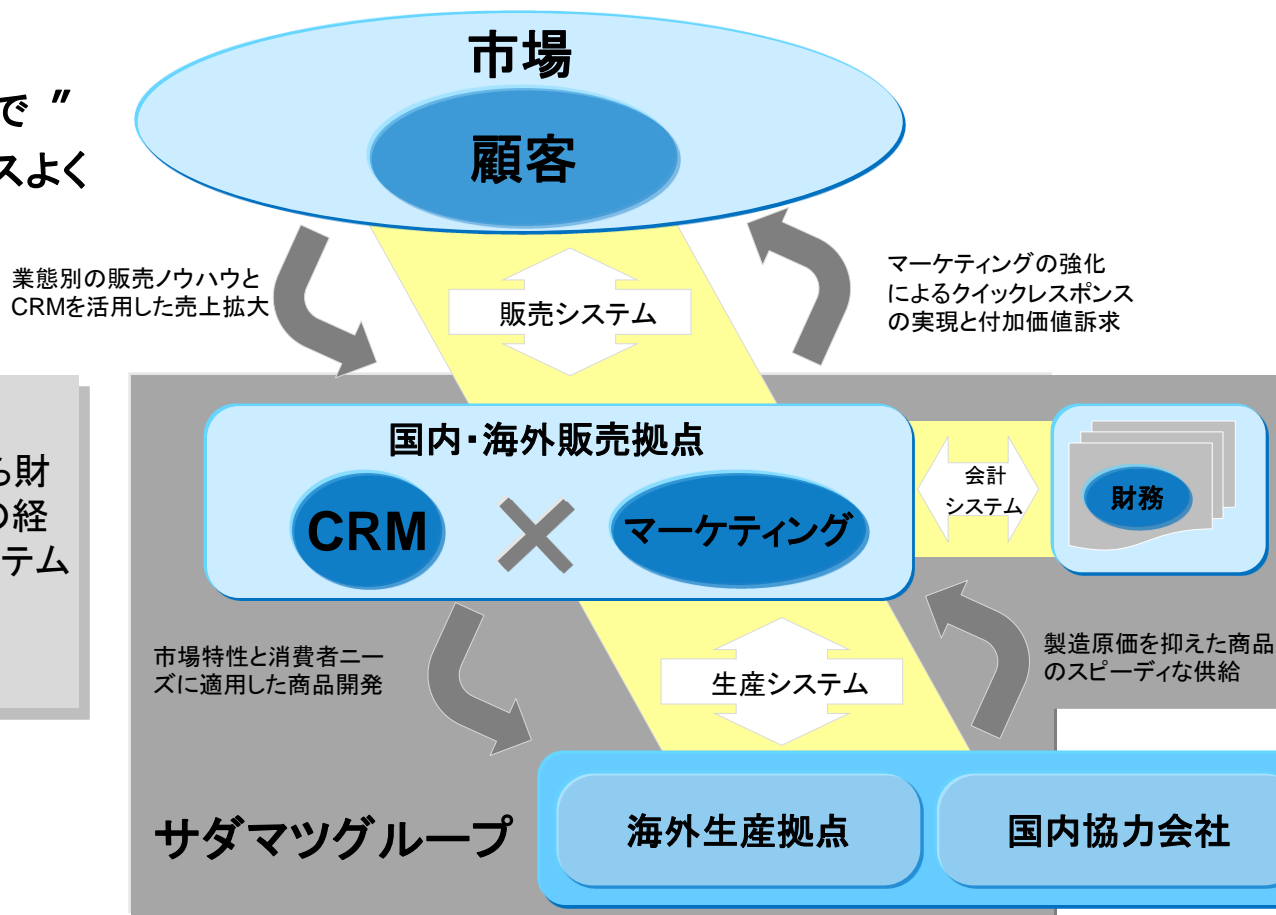 市場
で ”
スよく
顧客
業態別の販売ノウハウと
CRMを活用した売上拡大
販売システム
マーケティングの強化
によるクイックレスポンス
の実現と付加価値訴求
ら財
の経
テム
国内・海外販売拠点
CRM
マーケティング
会計
システム
財務
市場特性と消費者ニー
ズに適用した商品開発
生産システム
製造原価を抑えた商品
のスピーディな供給
サダマツグループ
海外生産拠点
国内協力会社